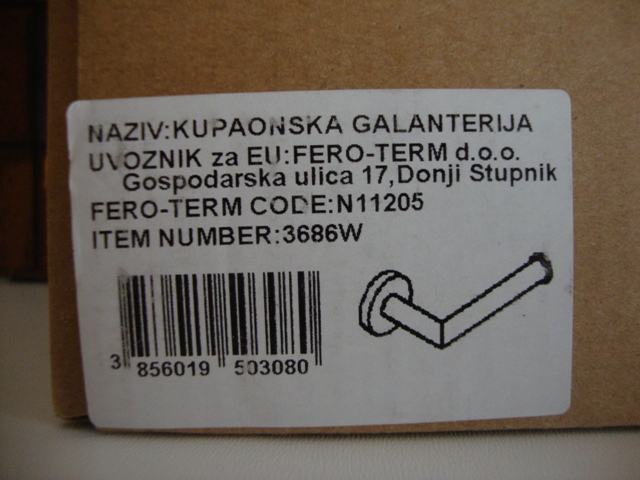 NAZIV:KUPAONSKA GALANTERIJA
UVOZNIK za EU:FERO-TERM d.o.o.
Gospodarska ulica 17,Donji Stupnik
FERO-TERM CODE:N11205
ITEM NUMBER:3686W
3 856019 503080